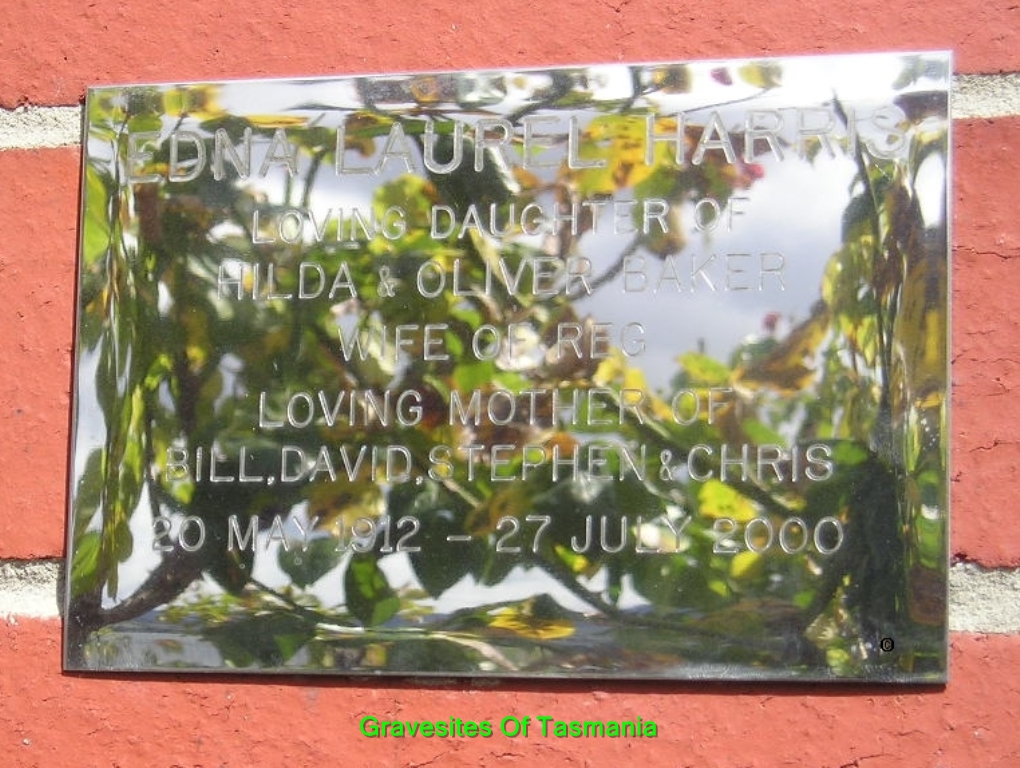 EDNA LAUREL HARRIS
LOVING DAUGHTER OF
HILDA & OLIVER BAKER
WIFE OF REG
LOVING MOTHER OF
BILL,DAVID,STEPHEN&CHRIS
20 MAY 1912 - 27 JULY 2000
©
Gravesites Of Tasmania